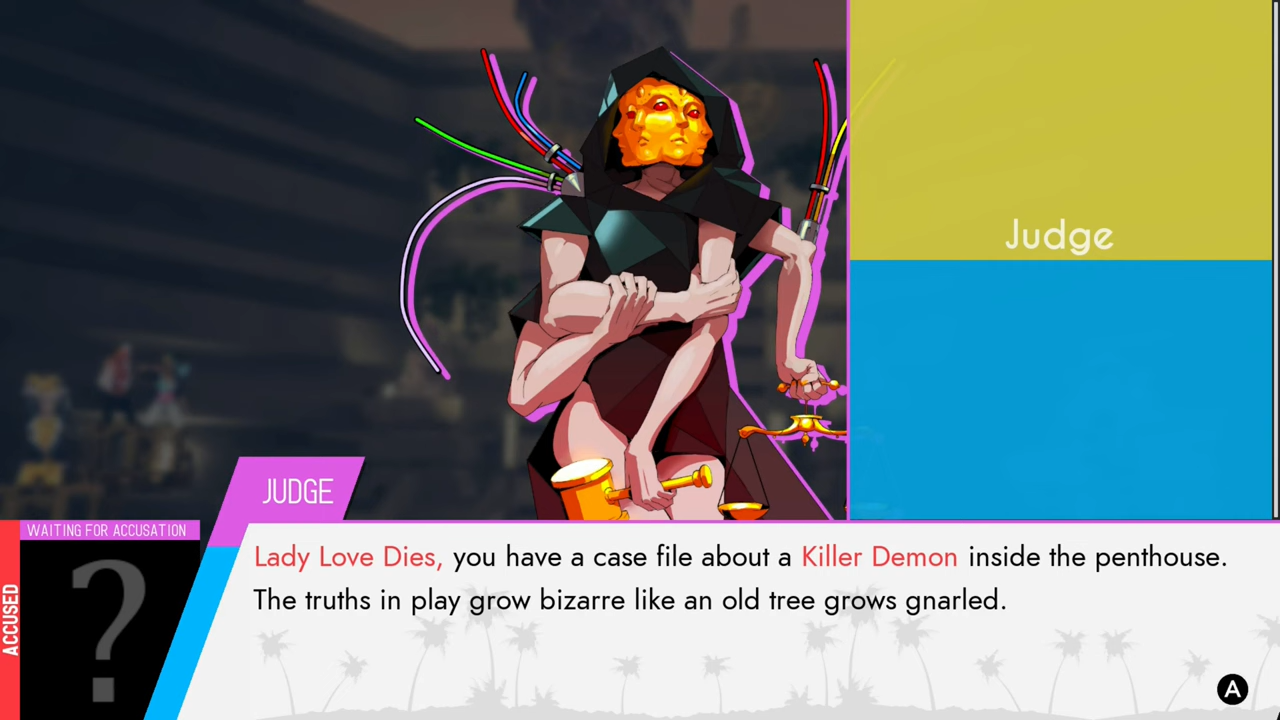 Judge
JUDGE
WAITING FOR ACCUSATION
ACCUSED
?
Lady Love Dies, you have a case file about a Killer Demon inside the penthouse.
The truths in play grow bizarre like an old tree grows gnarled.
A